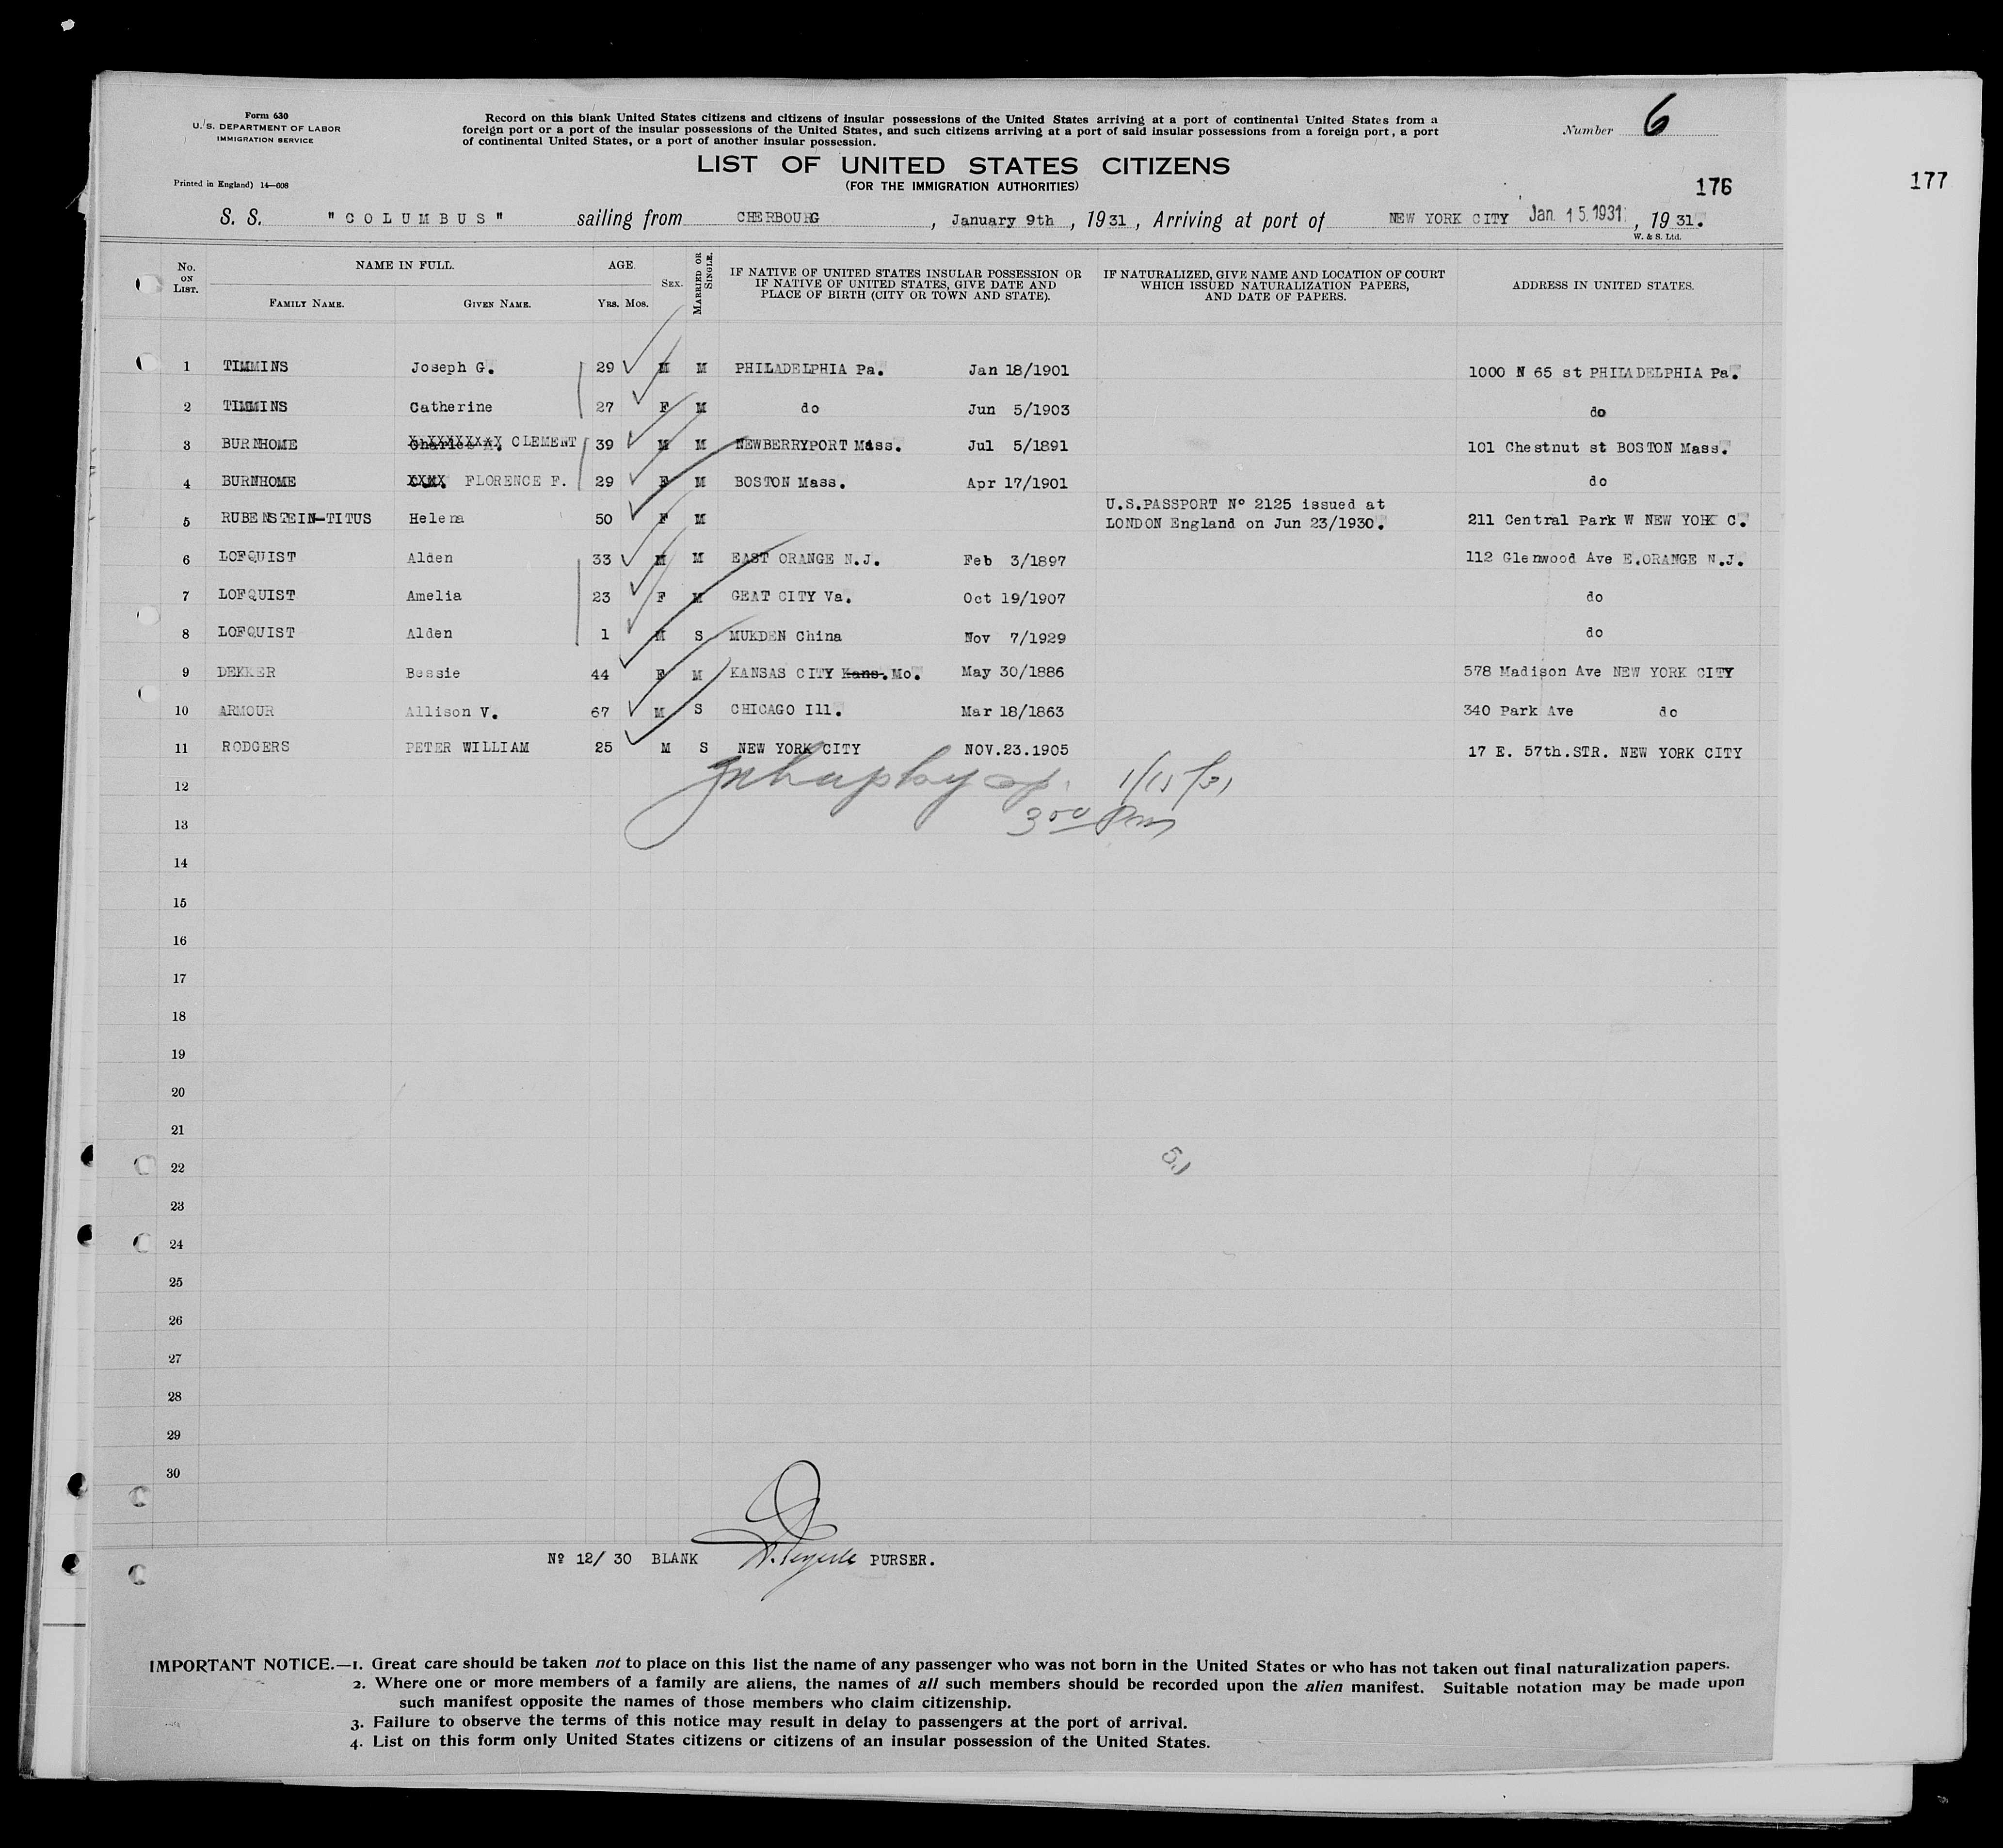 Form 630
U. S. DEPARTMENT OF LABOR
IMMIGRATION SERVICE
Printed in England) 14—608
Record on this blank United States citizens and citizens of insular possessions of the United States arriving at a port of continental United States from a
foreign port or a port of the insular possessions of the United States, and such citizens arriving at a port of said insular possessions from a foreign port, a port
of continental United States, or a port of another insular possession.
Number 6
LIST OF UNITED STATES CITIZENS
(FOR THE IMMIGRATION AUTHORITIES)
176
177
S. S. "COLUMBUS" sailing from CHERBOURG, January 9th, 1931, Arriving at port of NEW YORK CITY Jan. 15.1931, 1931.
W. & S. Ltd.
No. ON LIST. NAME IN FULL. AGE. SEX. MARRIED OR SINGLE. IF NATIVE OF UNITED STATES INSULAR POSSESSION OR IF NATIVE OF UNITED STATES, GIVE DATE AND PLACE OF BIRTH (CITY OR TOWN AND STATE). IF NATURALIZED, GIVE NAME AND LOCATION OF COURT WHICH ISSUED NATURALIZATION PAPERS, AND DATE OF PAPERS. ADDRESS IN UNITED STATES.
FAMILY NAME. GIVEN NAME. YRS. MOS.
1 TIMMINS Joseph G. 29 M M PHILADELPHIA Pa. Jan 18/1901 1000 N 65 st PHILADELPHIA Pa.
2 TIMMINS Catherine 27 F M do Jun 5/1903 do
3 BURNHOME CLEMENT 39 M M NEWBERRYPORT Mass. Jul 5/1891 101 Chestnut st BOSTON Mass.
4 BURNHOME FLORENCE F. 29 F M BOSTON Mass. Apr 17/1901 do
5 RUBENSTEIN-TITUS Helena 50 F M U.S.PASSPORT Nº 2125 issued at
LONDON England on Jun 23/1930. 211 Central Park W NEW YORK C.
6 LOFQUIST Alden 33 M M EAST ORANGE N.J. Feb 3/1897 112 Glenwood Ave E.ORANGE N.J.
7 LOFQUIST Amelia 23 F M GEAT CITY Va. Oct 19/1907 do
8 LOFQUIST Alden 1 M S MUKDEN China Nov 7/1929 do
9 DEKKER Bessie 44 F M KANSAS CITY Kans. Mo. May 30/1886 578 Madison Ave NEW YORK CITY
10 ARMOUR Allison V. 67 M S CHICAGO Ill. Mar 18/1863 340 Park Ave do
11 RODGERS PETER WILLIAM 25 M S NEW YORK CITY NOV.23.1905 17 E. 57th.STR. NEW YORK CITY
12 1/15/31
13 3 00 Pm
14
15
16
17
18
19
20
21
22
23
24
25
26
27
28
29
30
Nº 12/ 30 BLANK PURSER.
IMPORTANT NOTICE.—1. Great care should be taken not to place on this list the name of any passenger who was not born in the United States or who has not taken out final naturalization papers.
2. Where one or more members of a family are aliens, the names of all such members should be recorded upon the alien manifest. Suitable notation may be made upon
such manifest opposite the names of those members who claim citizenship.
3. Failure to observe the terms of this notice may result in delay to passengers at the port of arrival.
4. List on this form only United States citizens or citizens of an insular possession of the United States.